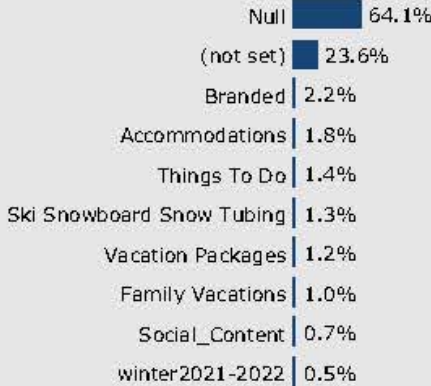 Null 64.1%
(not set) 23.6%
Branded 2.2%
Accommodations 1.8%
Things To Do 1.4%
Ski Snowboard Snow Tubing 1.3%
Vacation Packages 1.2%
Family Vacations 1.0%
Social_Content 0.7%
winter2021-2022 0.5%